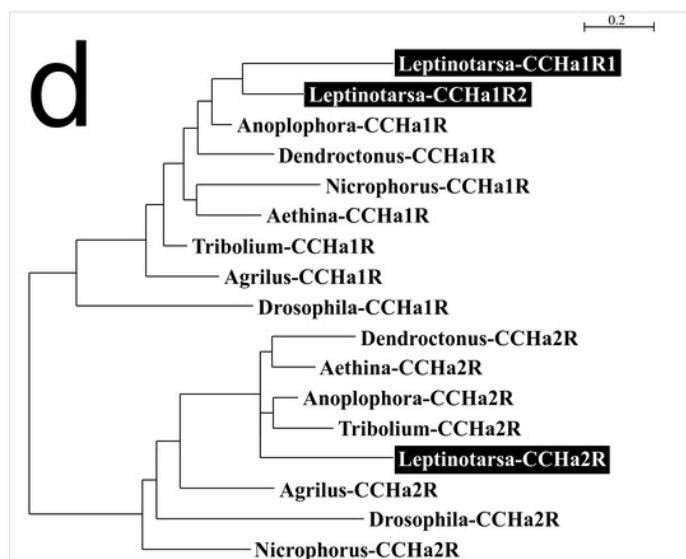 d
0.2
Leptinotarsa-CCHa1R1
Leptinotarsa-CCHa1R2
Anoplophora-CCHa1R
Dendroctonus-CCHa1R
Nicrophorus-CCHa1R
Aethina-CCHa1R
Tribolium-CCHa1R
Agrilus-CCHa1R
Drosophila-CCHa1R
Dendroctonus-CCHa2R
Aethina-CCHa2R
Anoplophora-CCHa2R
Tribolium-CCHa2R
Leptinotarsa-CCHa2R
Agrilus-CCHa2R
Drosophila-CCHa2R
Nicrophorus-CCHa2R